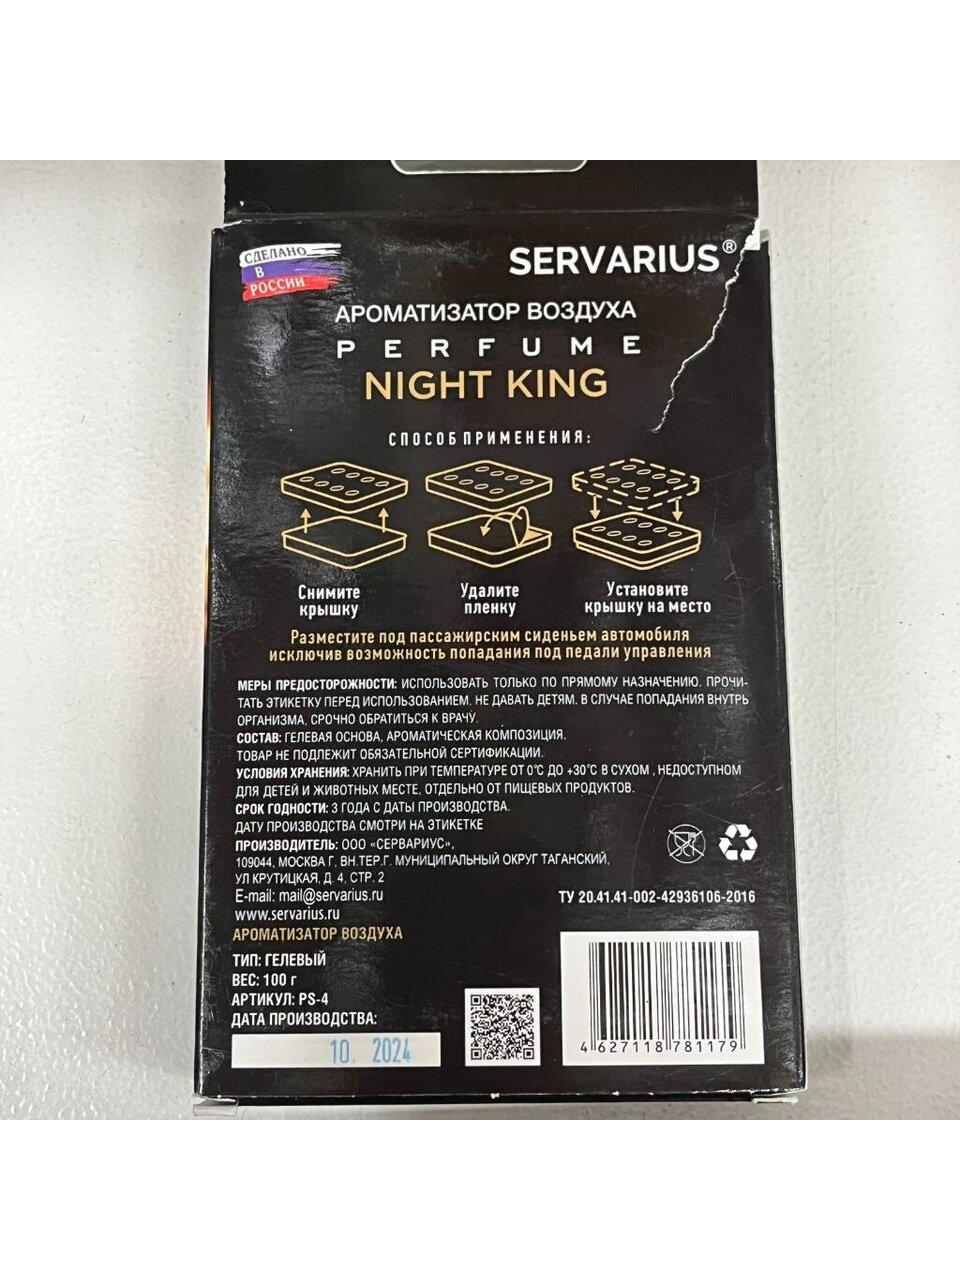 СДЕЛАНО
В
РОССИИ
SERVARIUS®
АРОМАТИЗАТОР ВОЗДУХА
PERFUME
NIGHT KING
СПОСОБ ПРИМЕНЕНИЯ:
Снимите
крышку
Удалите
пленку
Установите
крышку на место
Разместите под пассажирским сиденьем автомобиля
исключив возможность попадания под педали управления
МЕРЫ ПРЕДОСТОРОЖНОСТИ: ИСПОЛЬЗОВАТЬ ТОЛЬКО ПО ПРЯМОМУ НАЗНАЧЕНИЮ. ПРОЧИ-
ТАТЬ ЭТИКЕТКУ ПЕРЕД ИСПОЛЬЗОВАНИЕМ. НЕ ДАВАТЬ ДЕТЯМ. В СЛУЧАЕ ПОПАДАНИЯ ВНУТРЬ
ОРГАНИЗМА, СРОЧНО ОБРАТИТЬСЯ К ВРАЧУ.
СОСТАВ: ГЕЛЕВАЯ ОСНОВА, АРОМАТИЧЕСКАЯ КОМПОЗИЦИЯ.
ТОВАР НЕ ПОДЛЕЖИТ ОБЯЗАТЕЛЬНОЙ СЕРТИФИКАЦИИ.
УСЛОВИЯ ХРАНЕНИЯ: ХРАНИТЬ ПРИ ТЕМПЕРАТУРЕ ОТ 0°С ДО +30°С В СУХОМ , НЕДОСТУПНОМ
ДЛЯ ДЕТЕЙ И ЖИВОТНЫХ МЕСТЕ, ОТДЕЛЬНО ОТ ПИЩЕВЫХ ПРОДУКТОВ.
СРОК ГОДНОСТИ: 3 ГОДА С ДАТЫ ПРОИЗВОДСТВА.
ДАТУ ПРОИЗВОДСТВА СМОТРИ НА ЭТИКЕТКЕ
ПРОИЗВОДИТЕЛЬ: ООО «СЕРВАРИУС»,
109044, МОСКВА Г, ВН.ТЕР.Г. МУНИЦИПАЛЬНЫЙ ОКРУГ ТАГАНСКИЙ,
УЛ КРУТИЦКАЯ, Д. 4, СТР. 2
E-mail: mail@servarius.ru
ТУ 20.41.41-002-42936106-2016
www.servarius.ru
АРОМАТИЗАТОР ВОЗДУХА
ТИП: ГЕЛЕВЫЙ
ВЕС: 100 г
АРТИКУЛ: PS-4
ДАТА ПРОИЗВОДСТВА:
10. 2024
4 627118 781179